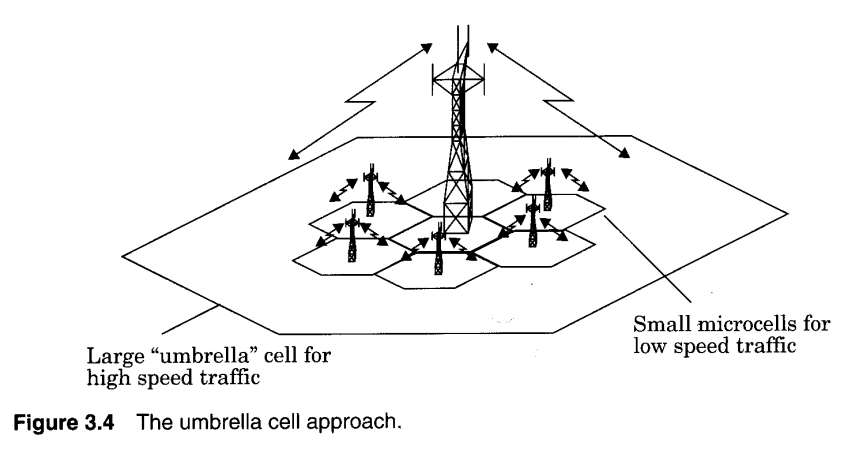 Small microcells for
low speed traffic
Large “umbrella” cell for
high speed traffic
Figure 3.4 The umbrella cell approach.